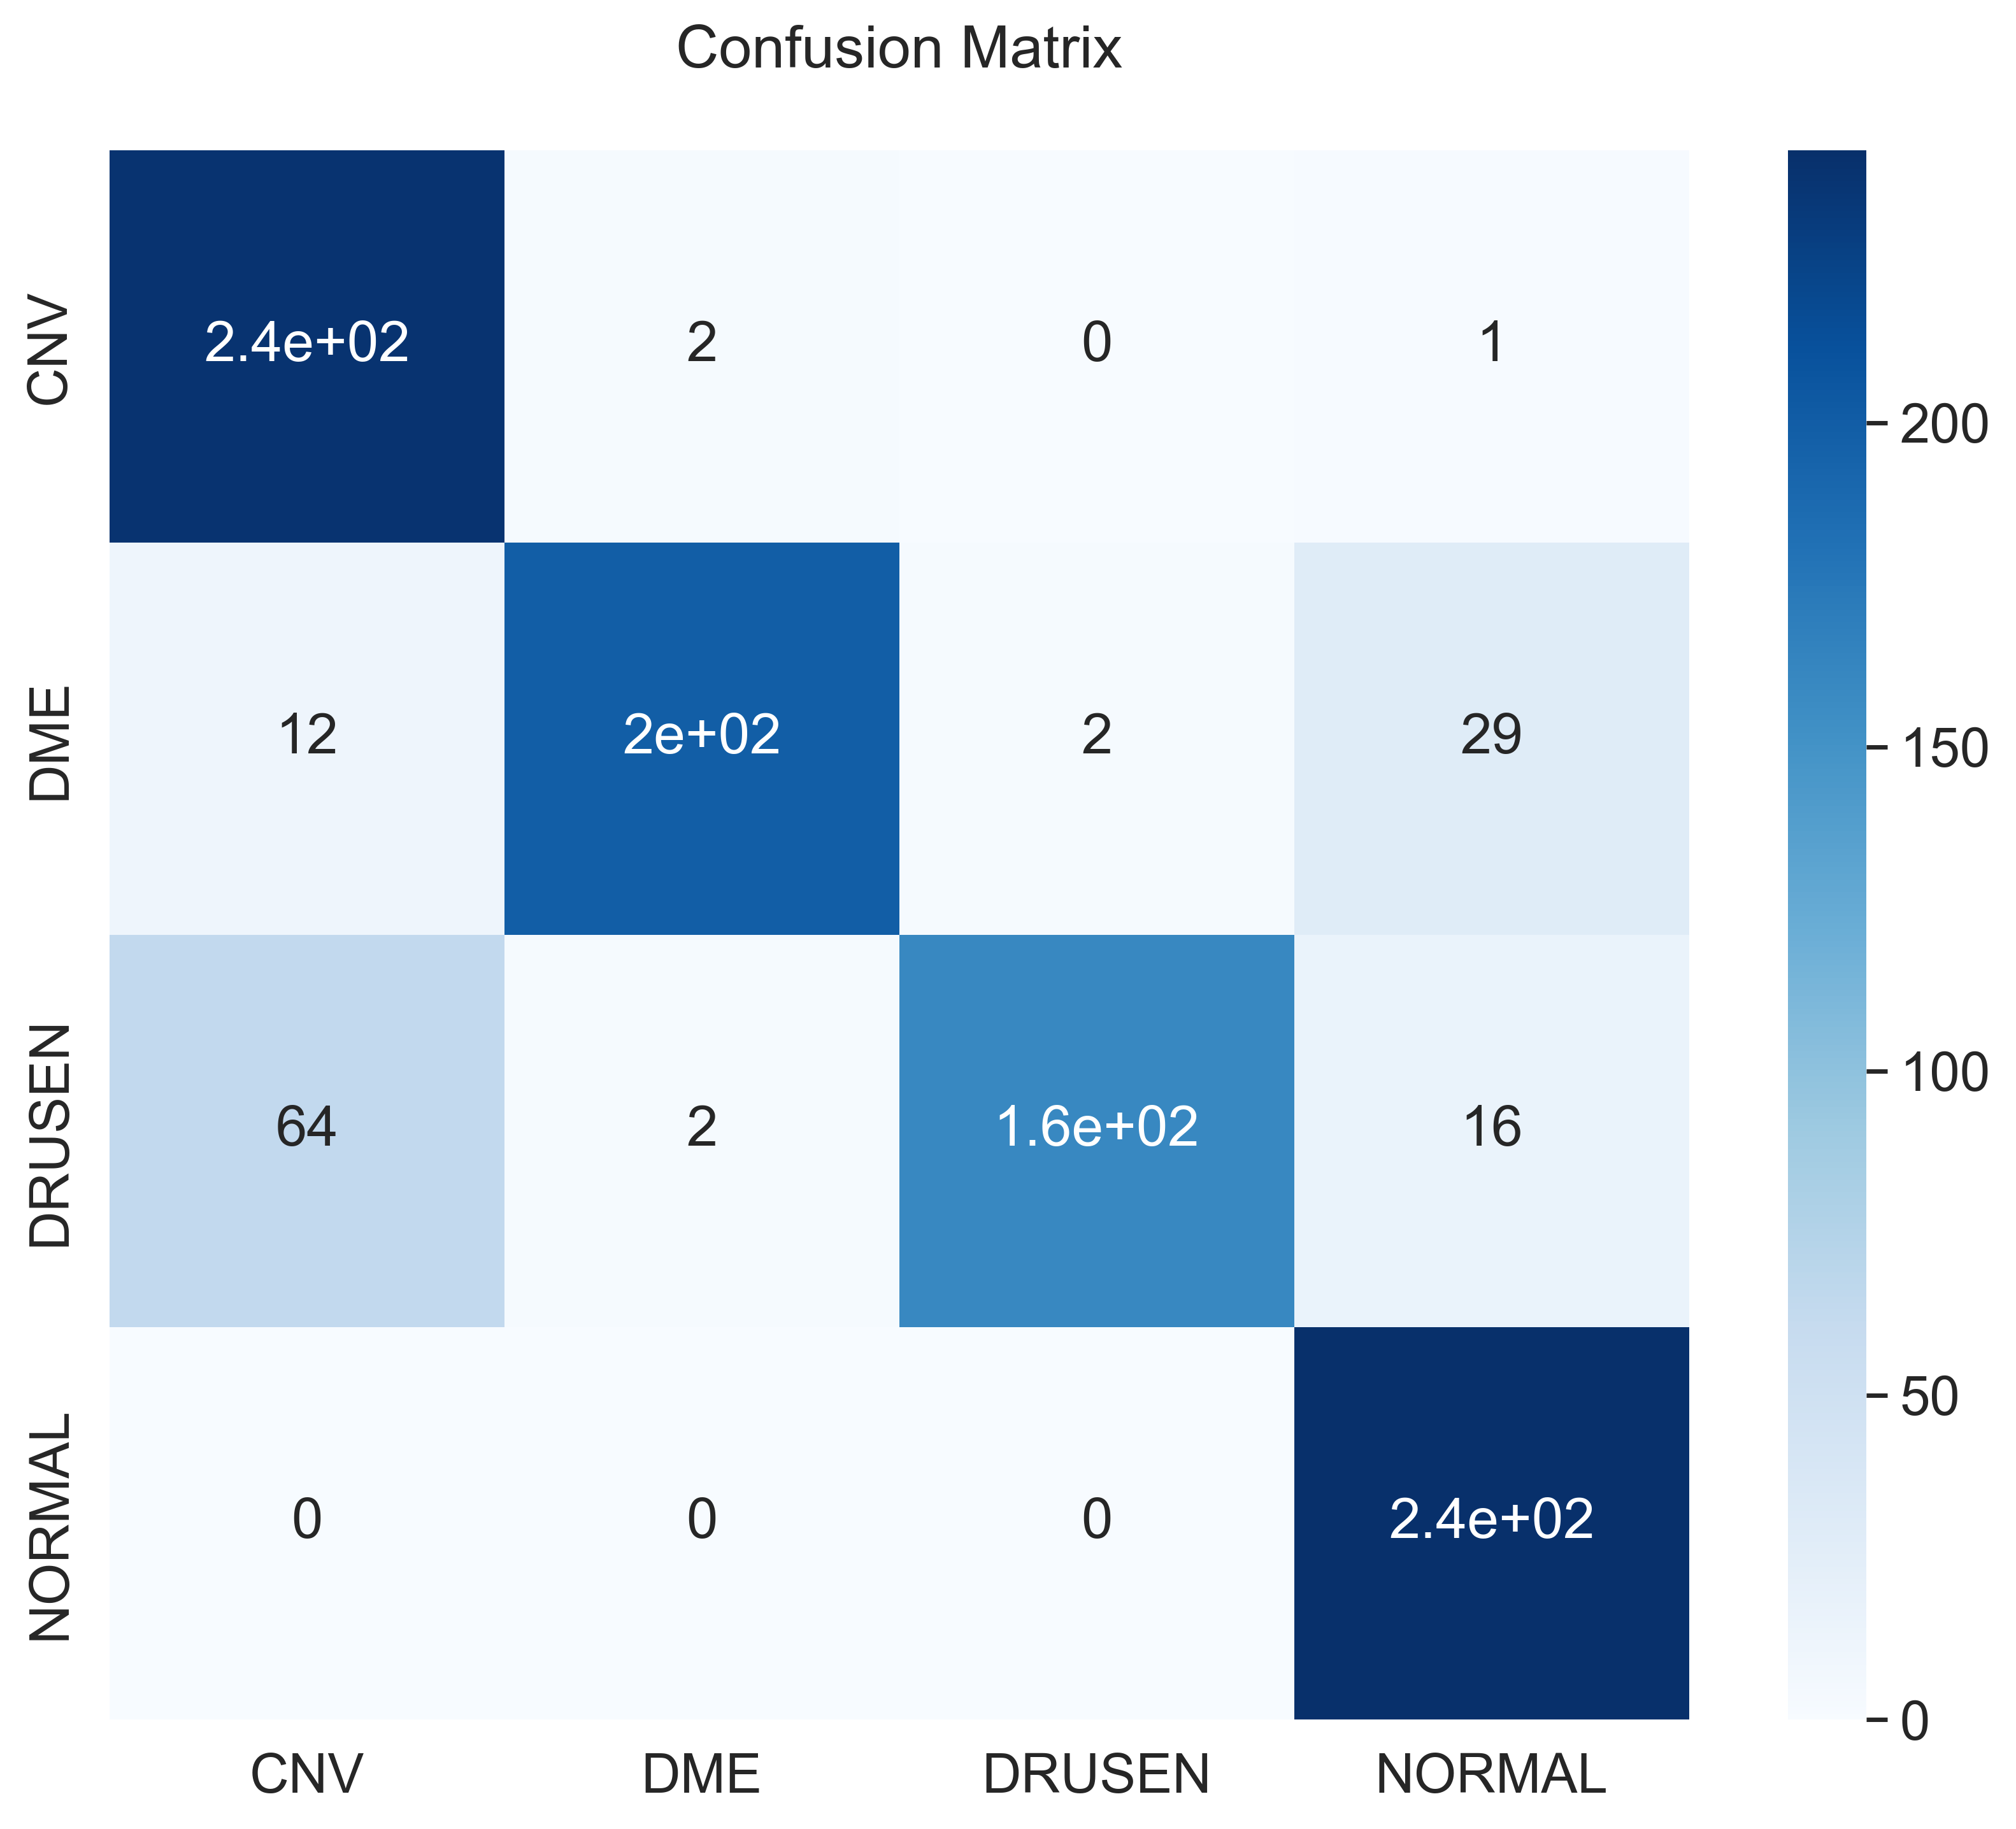 Confusion Matrix
CNV
2.4e+02 2 0 1
DME
12 2e+02 2 29
DRUSEN
64 2 1.6e+02 16
NORMAL
0 0 0 2.4e+02
CNV DME DRUSEN NORMAL
200
150
100
50
0